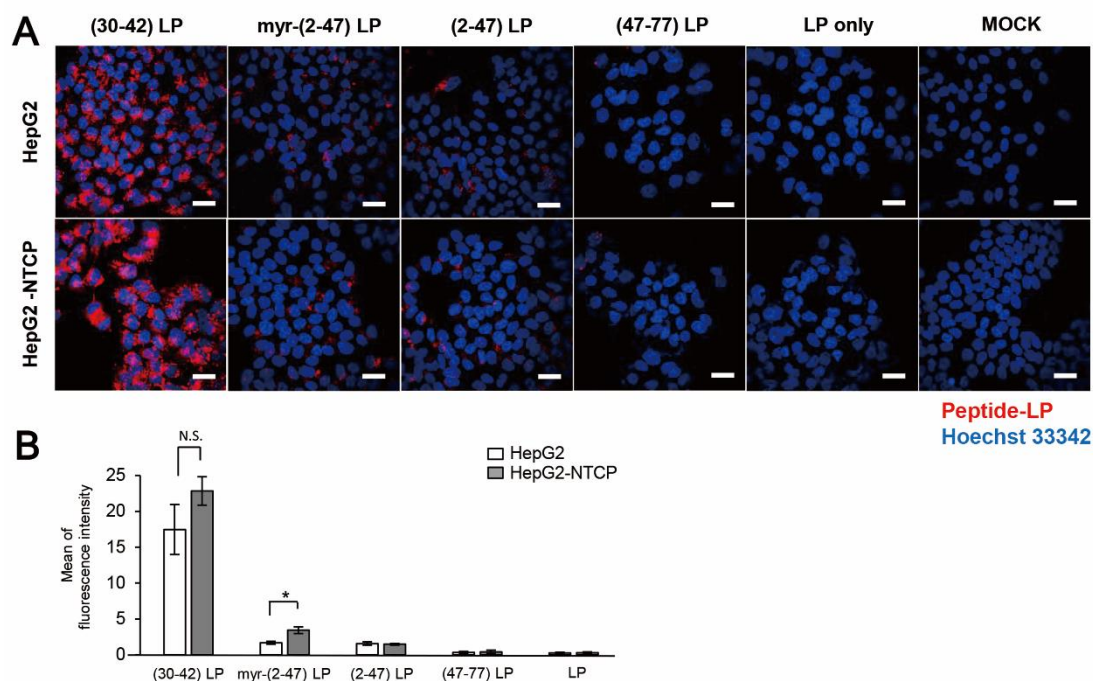 A
(30-42) LP myr-(2-47) LP (2-47) LP (47-77) LP LP only MOCK
HepG2
HepG2 -NTCP
Peptide-LP
Hoechst 33342
B
N.S.
HepG2
HepG2-NTCP
*
Mean of
fluorescence intensity
25
20
15
10
5
0
(30-42) LP myr-(2-47) LP (2-47) LP (47-77) LP LP